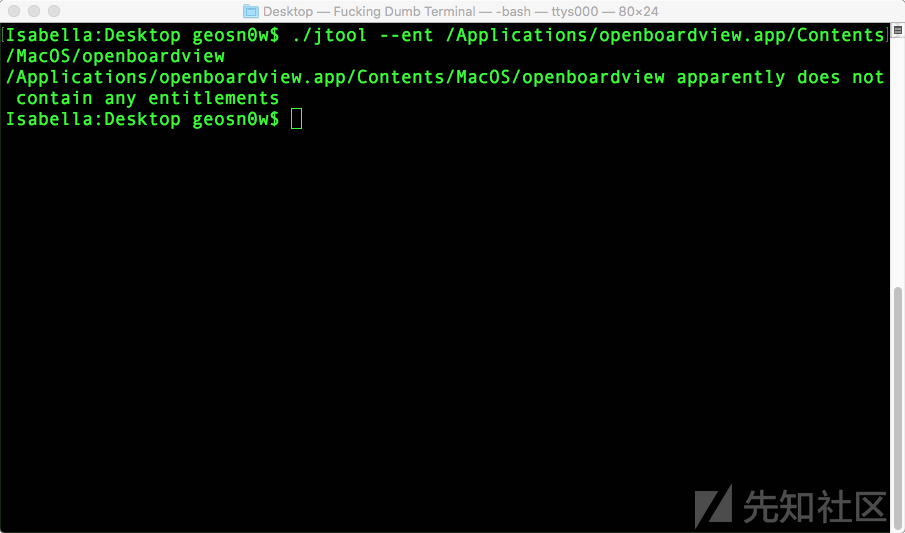 Desktop — Fucking Dumb Terminal — -bash — ttys000 — 80×24
[Isabella:Desktop geosn0w$ ./jtool --ent /Applications/openboardview.app/Contents]
/MacOS/openboardview
/Applications/openboardview.app/Contents/MacOS/openboardview apparently does not
 contain any entitlements
Isabella:Desktop geosn0w$
先知社区